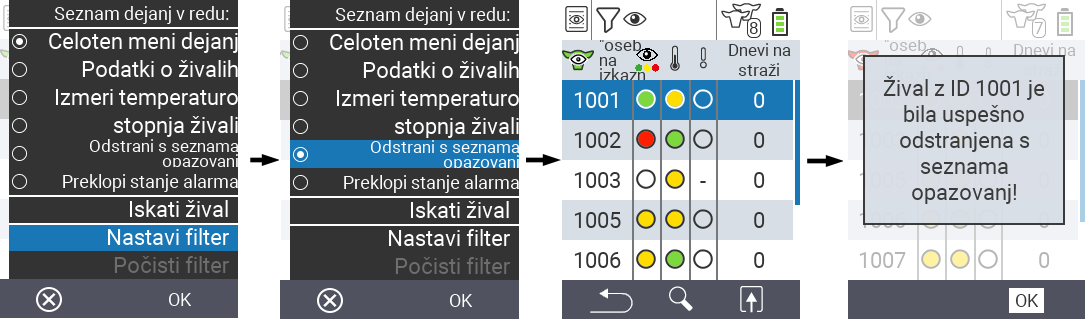 Seznam dejanj v redu:
Celoten meni dejanj
Podatki o živalih
Izmeri temperaturo
stopnja živali
Odstrani s seznama
opazovanj
Preklopi stanje alarma
Iskati žival
Nastavi filter
Počisti filter
OK
Seznam dejanj v redu:
Celoten meni dejanj
Podatki o živalih
Izmeri temperaturo
stopnja živali
Odstrani s seznama
opazovanj
Preklopi stanje alarma
Iskati žival
Nastavi filter
Počisti filter
OK
8
"oseb
na
izkazn
Dnevi na
straži
1001 0
1002 0
1003 - 0
1005 0
1006 0
7
"oseb
Dnevi na
Žival z ID 1001 je
bila uspešno
odstranjena s
seznama
opazovanj!
1007 0
OK